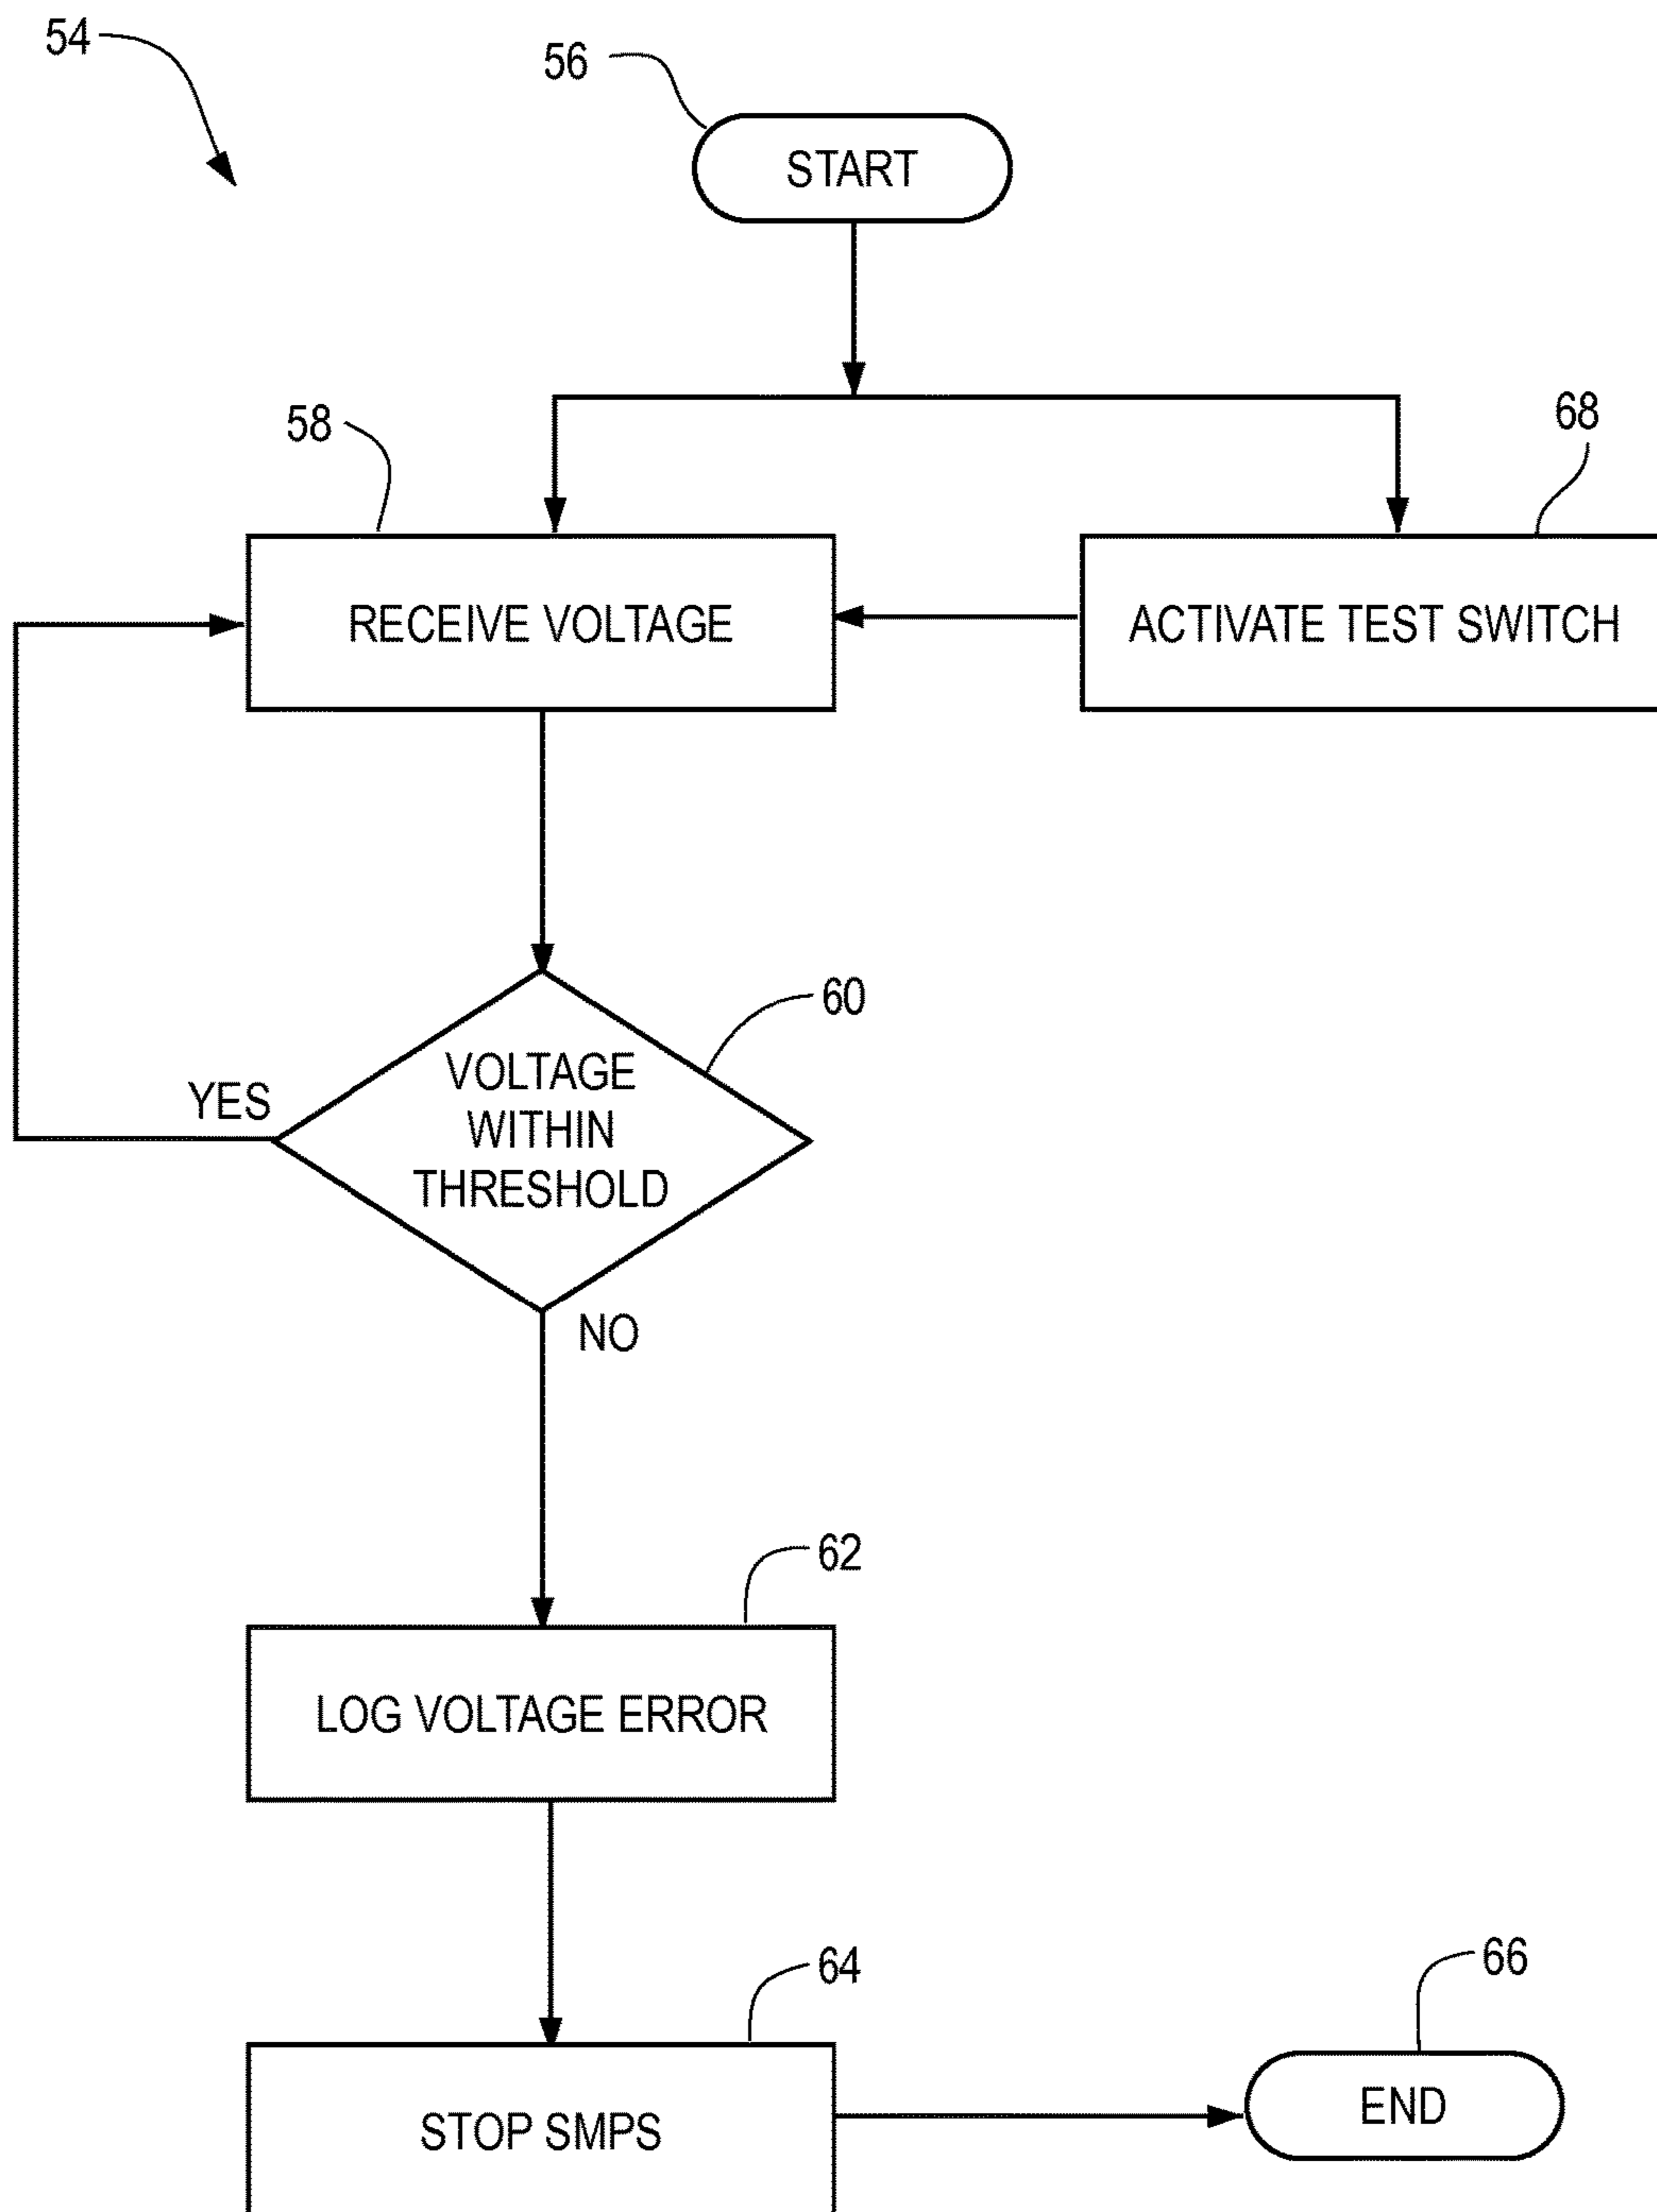 54
56
START
58
68
RECEIVE VOLTAGE
ACTIVATE TEST SWITCH
60
VOLTAGE
WITHIN
THRESHOLD
YES
NO
62
LOG VOLTAGE ERROR
64
66
STOP SMPS
END